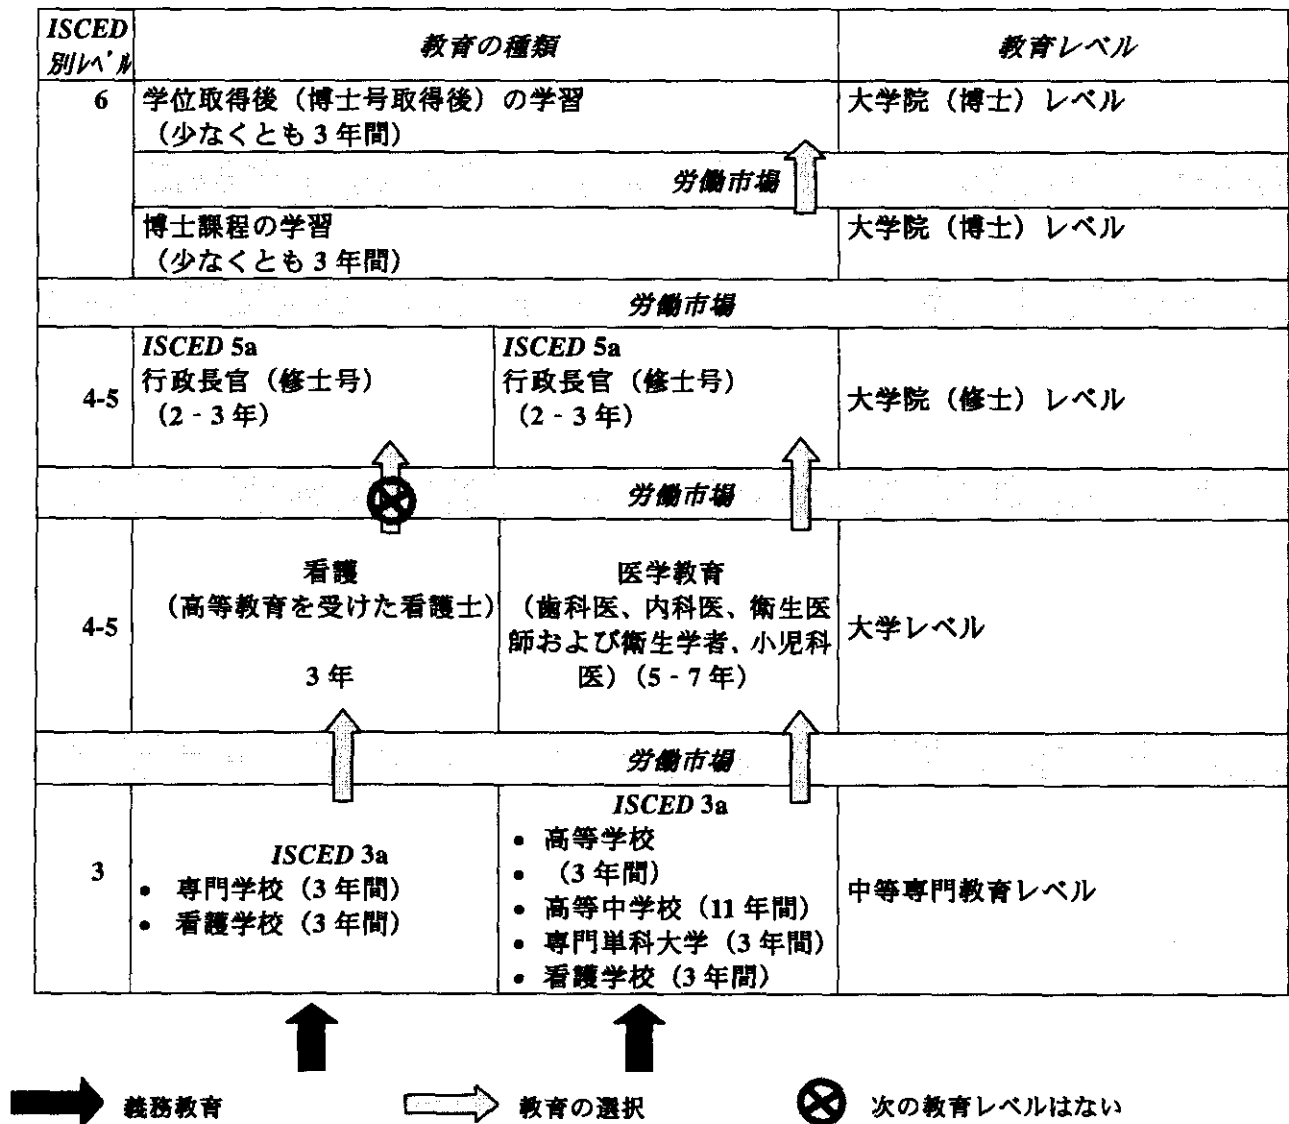 ISCED
別レベル
教育の種類
教育レベル
6
学位取得後（博士号取得後）の学習
（少なくとも 3 年間）
大学院（博士）レベル
労働市場
博士課程の学習
（少なくとも 3 年間）
大学院（博士）レベル
労働市場
4-5
ISCED 5a
行政長官（修士号）
（2 - 3 年）
ISCED 5a
行政長官（修士号）
（2 - 3 年）
大学院（修士）レベル
労働市場
4-5
看護
（高等教育を受けた看護士）
3 年
医学教育
（歯科医、内科医、衛生医
師および衛生学者、小児科
医）（5 - 7 年）
大学レベル
労働市場
3
ISCED 3a
• 専門学校（3 年間）
• 看護学校（3 年間）
ISCED 3a
• 高等学校
• （3 年間）
• 高等中学校（11 年間）
• 専門単科大学（3 年間）
• 看護学校（3 年間）
中等専門教育レベル
義務教育
教育の選択
次の教育レベルはない